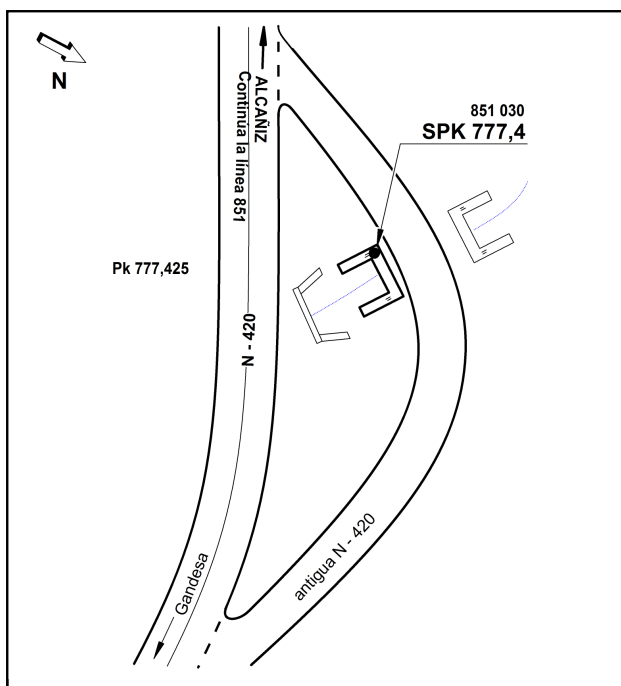 N
851 030
SPK 777,4
ALCAÑIZ
Continúa la línea 851
Pk 777,425
N - 420
Gandesa
antigua N - 420